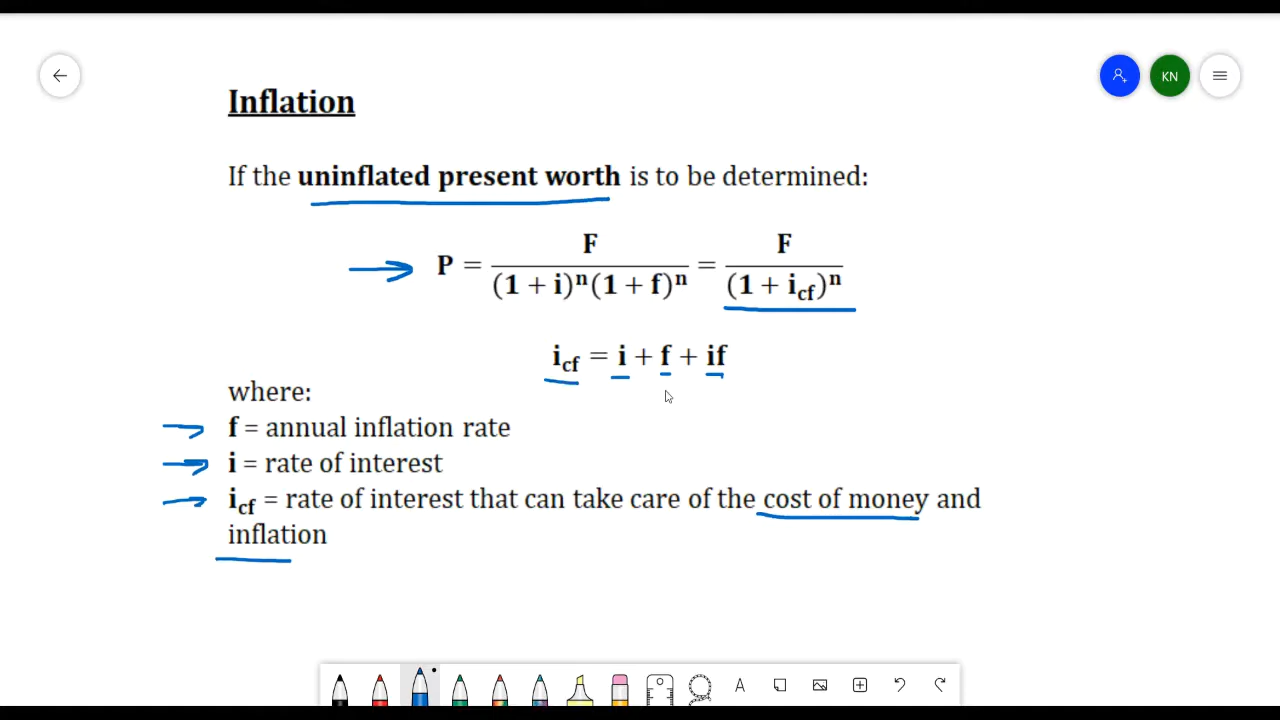 KN
Inflation
If the uninflated present worth is to be determined:
P = F / (1 + i)ⁿ(1 + f)ⁿ = F / (1 + i_cf)ⁿ
i_cf = i + f + if
where:
f = annual inflation rate
i = rate of interest
i_cf = rate of interest that can take care of the cost of money and
inflation
A